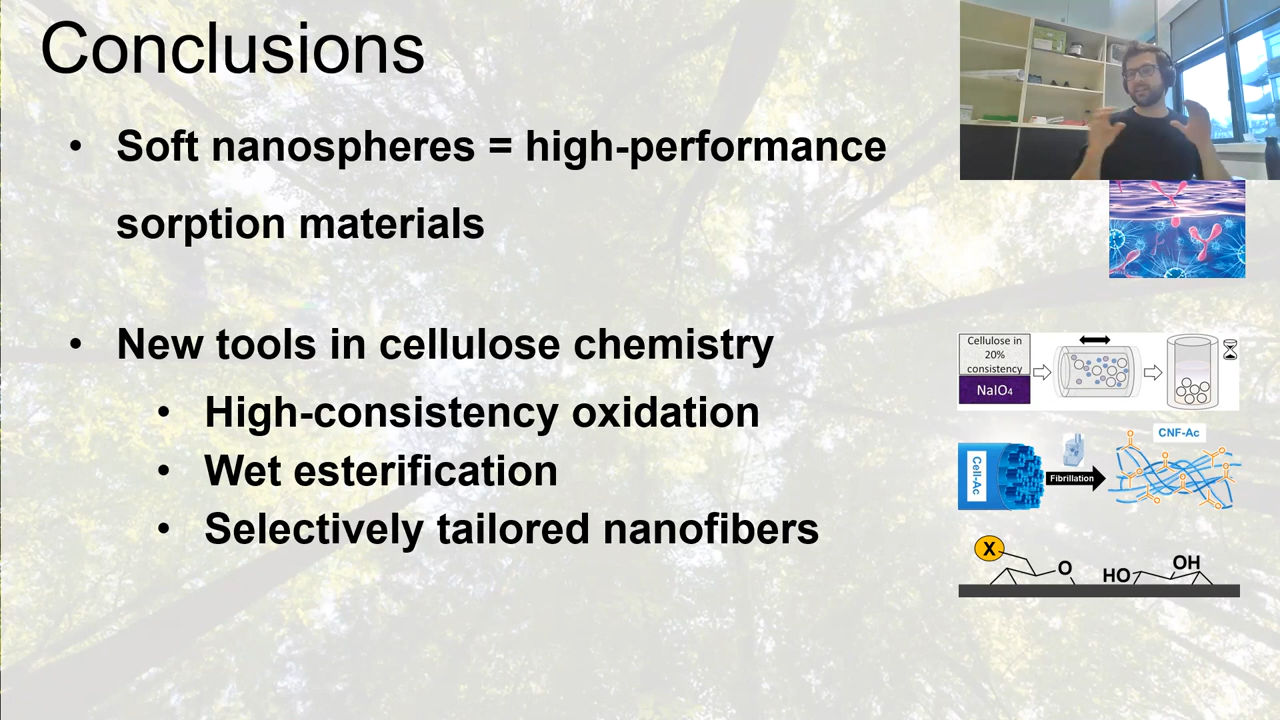 Conclusions
• Soft nanospheres = high-performance
sorption materials
• New tools in cellulose chemistry
• High-consistency oxidation
• Wet esterification
• Selectively tailored nanofibers
Cellulose in
20%
consistency
NaIO₄
Cell-Ac
Fibrillation
CNF-Ac
X
O
HO
OH